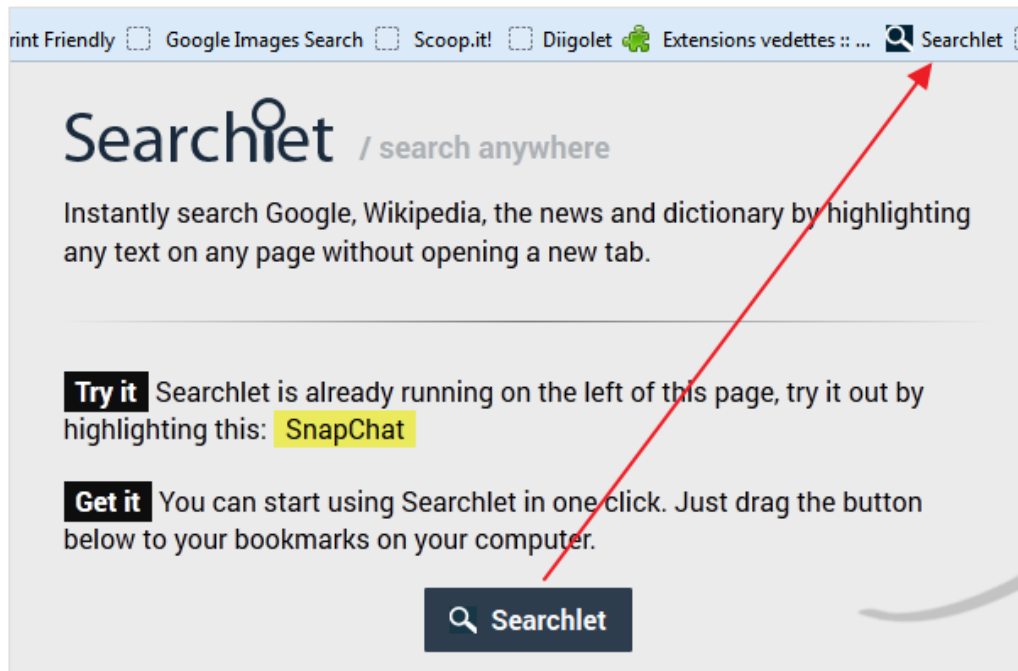 rint Friendly Google Images Search Scoop.it! Diigolet Extensions vedettes :: ... Searchlet
Searchlet / search anywhere
Instantly search Google, Wikipedia, the news and dictionary by highlighting
any text on any page without opening a new tab.
Try it Searchlet is already running on the left of this page, try it out by
highlighting this: SnapChat
Get it You can start using Searchlet in one click. Just drag the button
below to your bookmarks on your computer.
Searchlet